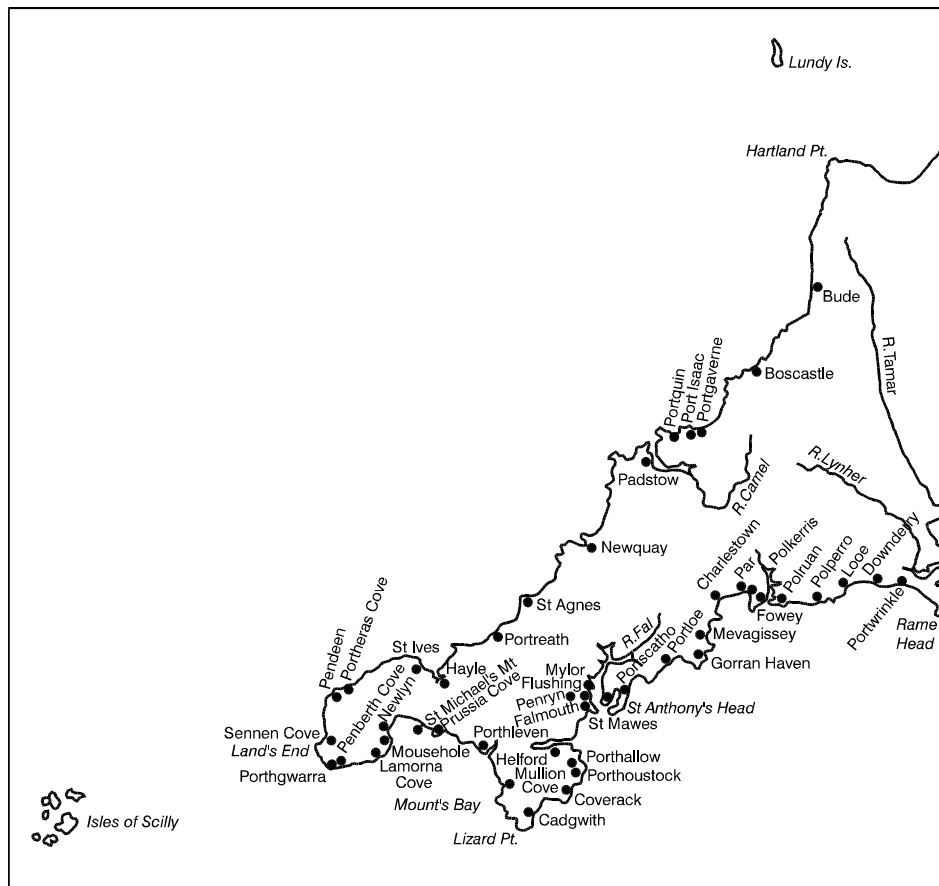 Lundy Is.
Hartland Pt.
Bude
R.Tamar
Boscastle
Portquin
Port Isaac
Portgaverne
Padstow
R.Camel
R.Lynher
Newquay
Charlestown
Par
Polkerris
Fowey
Polruan
Polperro
Looe
Downderry
Portwrinkle
Rame
Head
St Agnes
Portreath
R.Fal
Portscatho
Portloe
Mevagissey
Gorran Haven
Pendeen
Portheras Cove
St Ives
Hayle
Mylor
Flushing
Penryn
Falmouth
St Mawes
St Anthony's Head
Sennen Cove
Land's End
Porthgwarra
Penberth Cove
Newlyn
Mousehole
Lamorna
Cove
St Michael's Mt
Prussia Cove
Porthleven
Mount's Bay
Helford
Mullion
Cove
Porthallow
Porthoustock
Coverack
Cadgwith
Lizard Pt.
Isles of Scilly